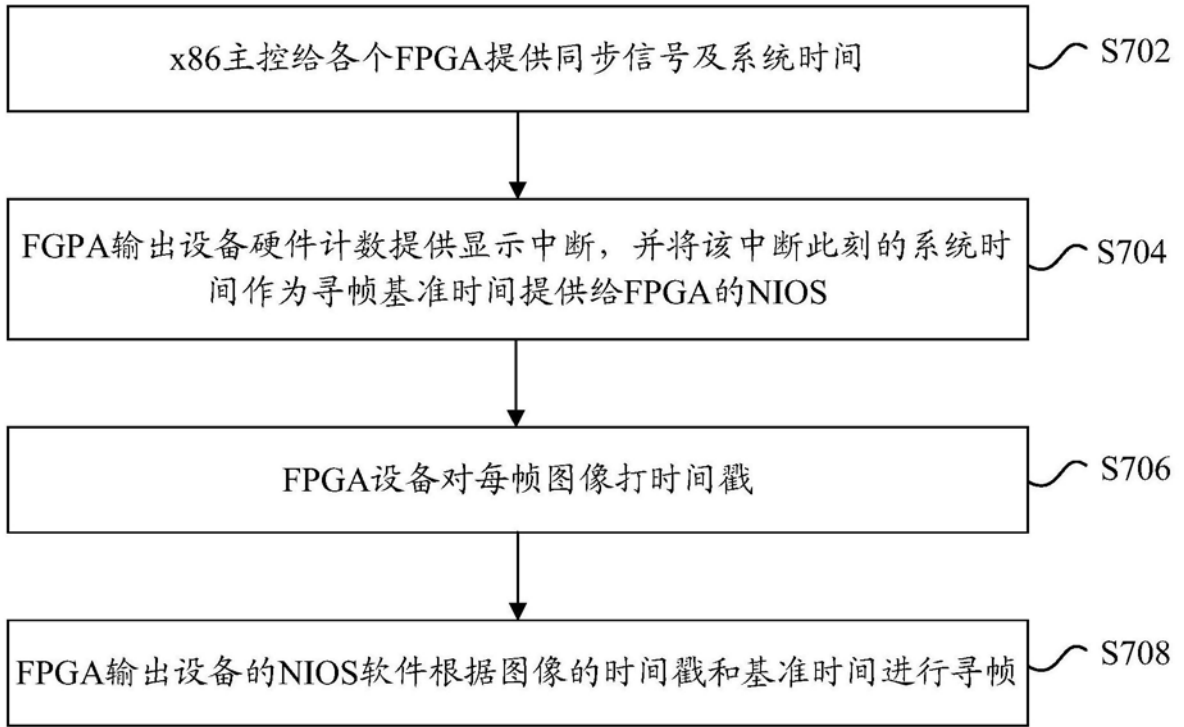 x86主控给各个FPGA提供同步信号及系统时间
S702
FGPA输出设备硬件计数提供显示中断，并将该中断此刻的系统时
间作为寻帧基准时间提供给FPGA的NIOS
S704
FPGA设备对每帧图像打时间戳
S706
FPGA输出设备的NIOS软件根据图像的时间戳和基准时间进行寻帧
S708